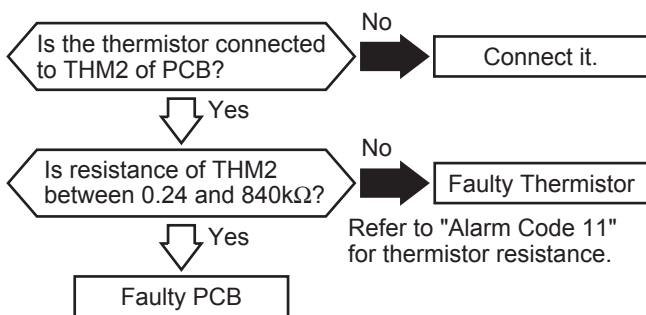 Is the thermistor connected
to THM2 of PCB?
No
Connect it.
Yes
Is resistance of THM2
between 0.24 and 840kΩ?
No
Faulty Thermistor
Refer to "Alarm Code 11"
for thermistor resistance.
Yes
Faulty PCB